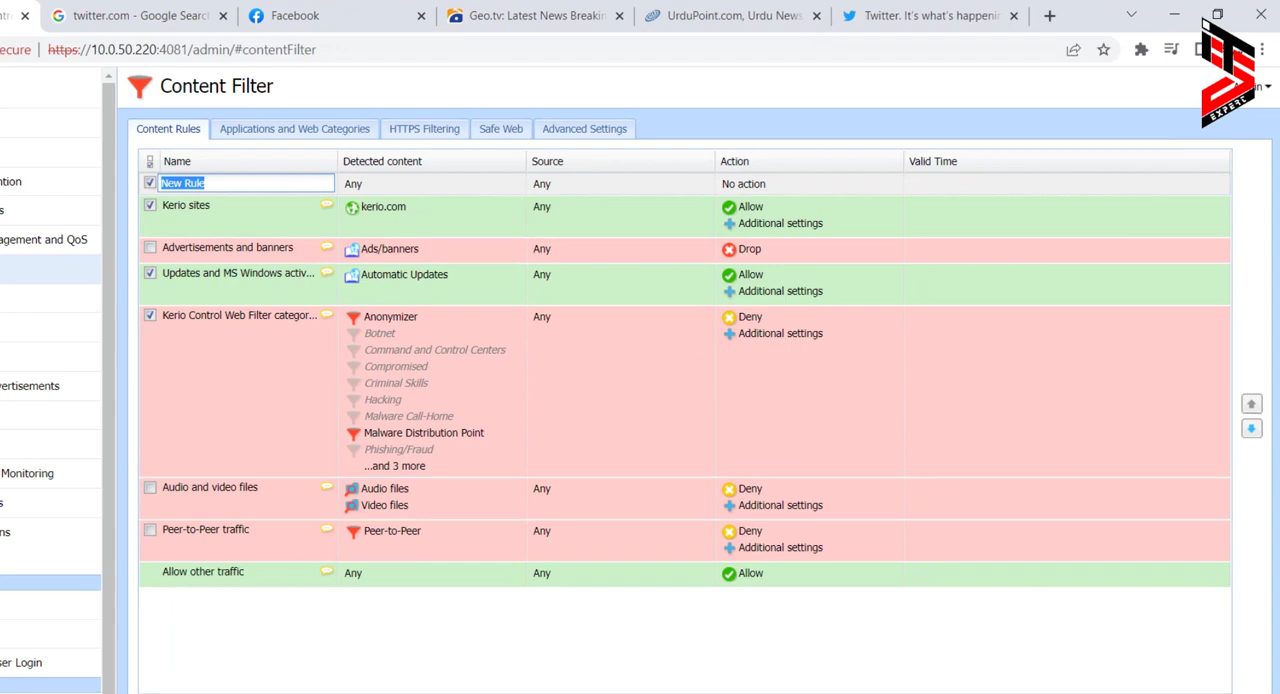 twitter.com - Google Searc
Facebook
Geo.tv: Latest News Breakin
UrduPoint.com, Urdu News
Twitter. It's what's happenin
ecure
https://10.0.50.220:4081/admin/#contentFilter
ITS
EXPERT
Content Filter
Content Rules
Applications and Web Categories
HTTPS Filtering
Safe Web
Advanced Settings
Name
Detected content
Source
Action
Valid Time
New Rule
Any
Any
No action
Kerio sites
kerio.com
Any
Allow
Additional settings
Advertisements and banners
Ads/banners
Any
Drop
Updates and MS Windows activ...
Automatic Updates
Any
Allow
Additional settings
Kerio Control Web Filter categor...
Anonymizer
Any
Deny
Botnet
Additional settings
Command and Control Centers
Compromised
Criminal Skills
Hacking
Malware Call-Home
Malware Distribution Point
Phishing/Fraud
...and 3 more
Audio and video files
Audio files
Any
Deny
Video files
Additional settings
Peer-to-Peer traffic
Peer-to-Peer
Any
Deny
Additional settings
Allow other traffic
Any
Any
Allow
ntion
s
agement and QoS
vertisements
Monitoring
s
ns
ser Login